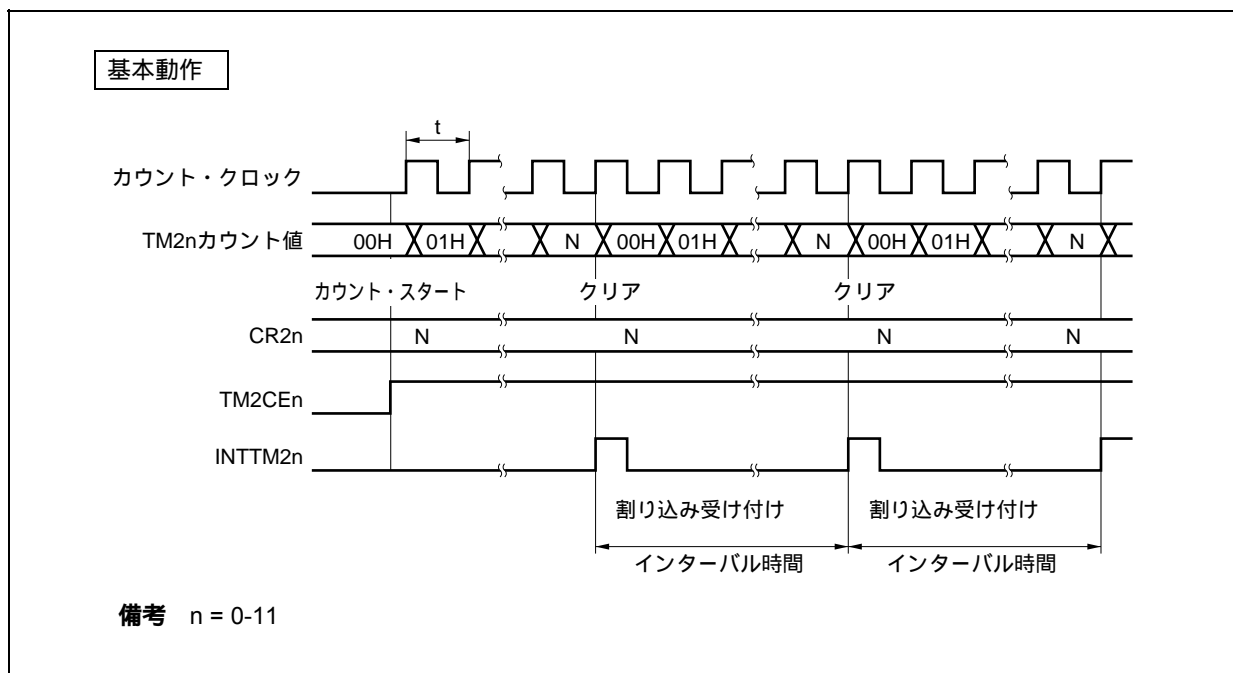 基本動作
t
カウント・クロック
TM2nカウント値 00H 01H N 00H 01H N 00H 01H N
カウント・スタート クリア クリア
CR2n N N N N
TM2CEn
INTTM2n
割り込み受け付け 割り込み受け付け
インターバル時間 インターバル時間
備考 n = 0-11